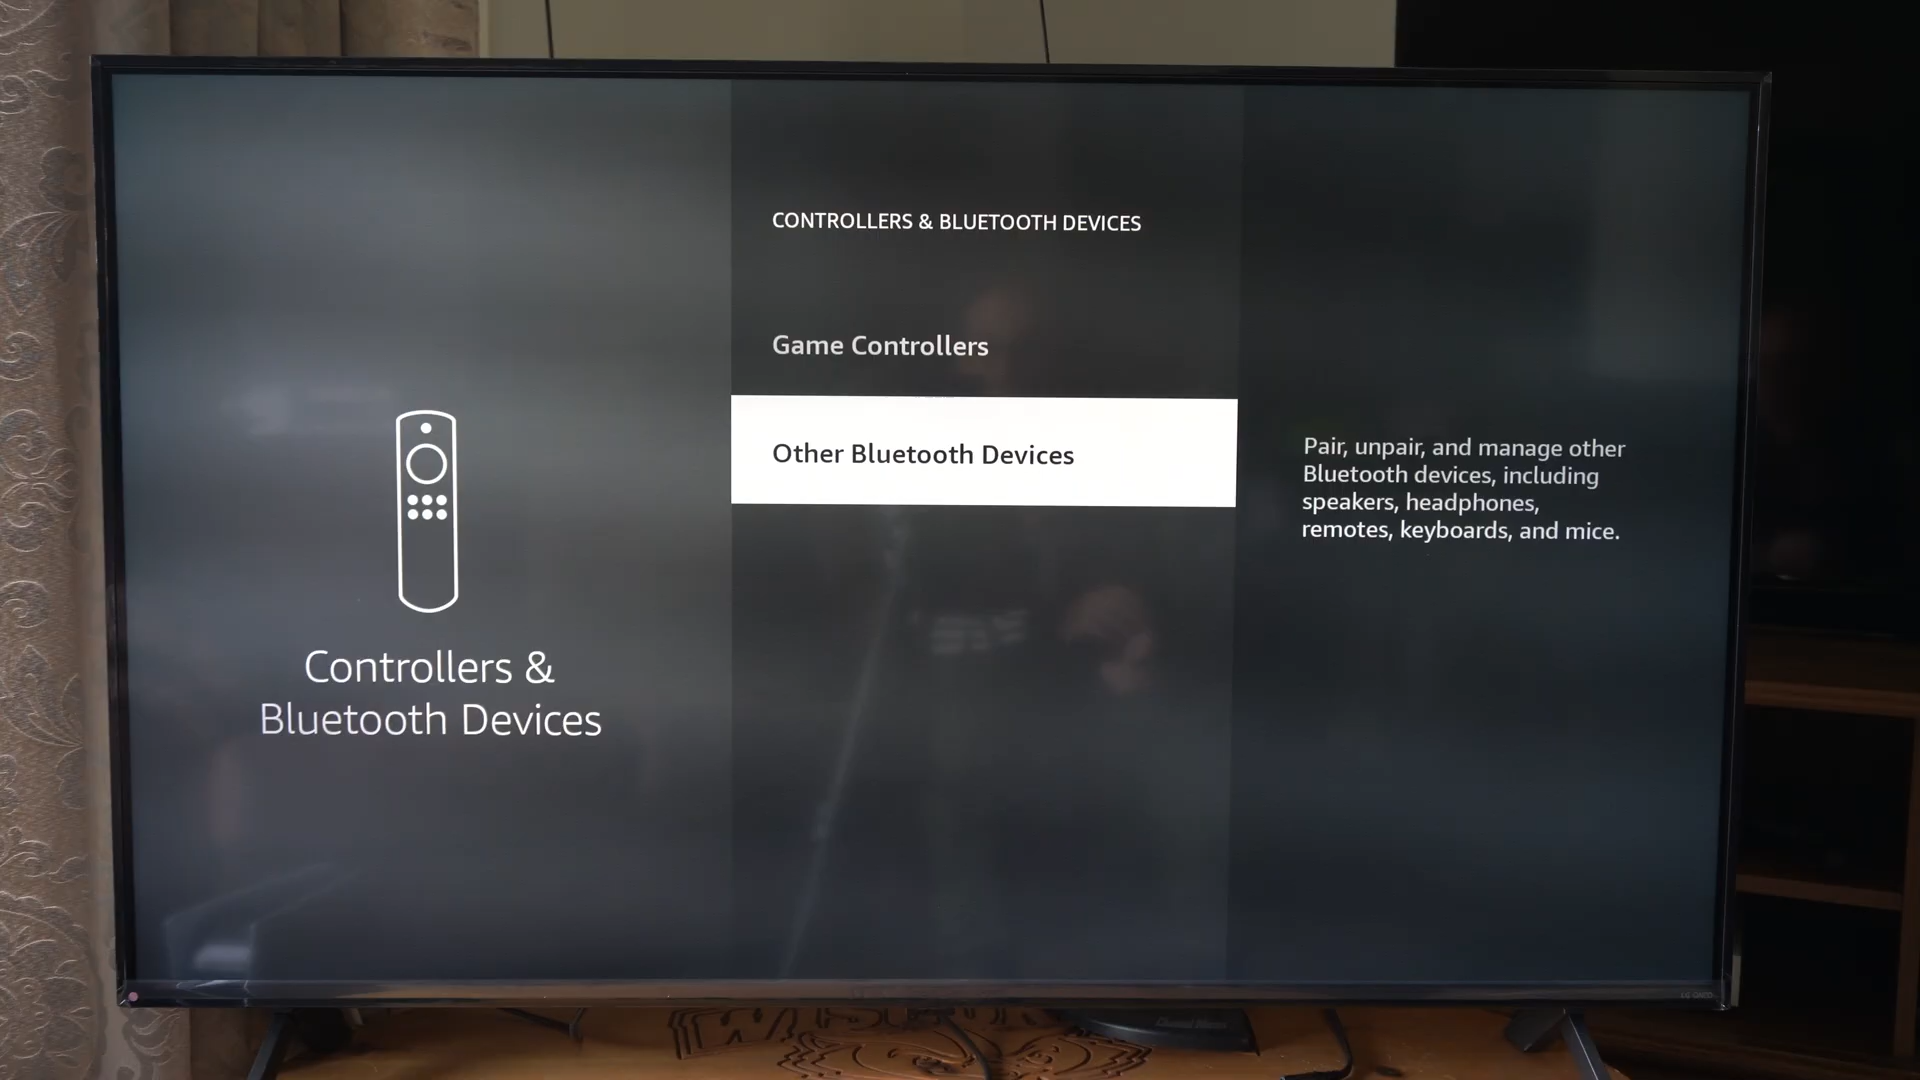 CONTROLLERS & BLUETOOTH DEVICES
Game Controllers
Other Bluetooth Devices
Pair, unpair, and manage other
Bluetooth devices, including
speakers, headphones,
remotes, keyboards, and mice.
Controllers &
Bluetooth Devices